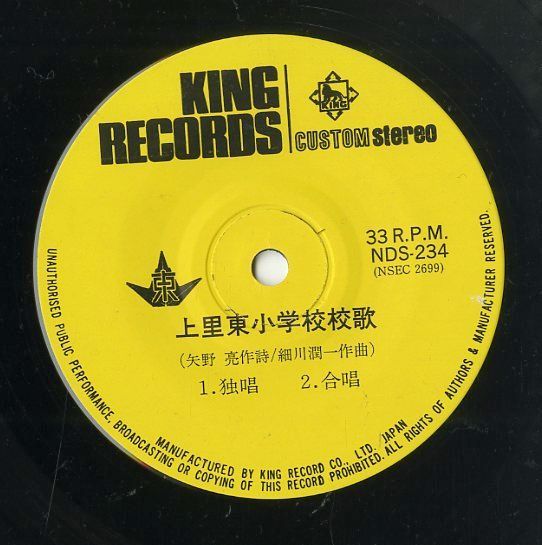 KING
RECORDS
KING
CUSTOM stereo
33 R.P.M.
NDS-234
(NSEC 2699)
東
上里東小学校校歌
(矢野 亮作詩/細川潤一作曲)
1.独唱 2.合唱
UNAUTHORISED PUBLIC PERFORMANCE, BROADCASTING OR COPYING OF THIS RECORD PROHIBITED. ALL RIGHTS OF AUTHORS & MANUFACTURER RESERVED.
MANUFACTURED BY KING RECORD CO., LTD. /JAPAN